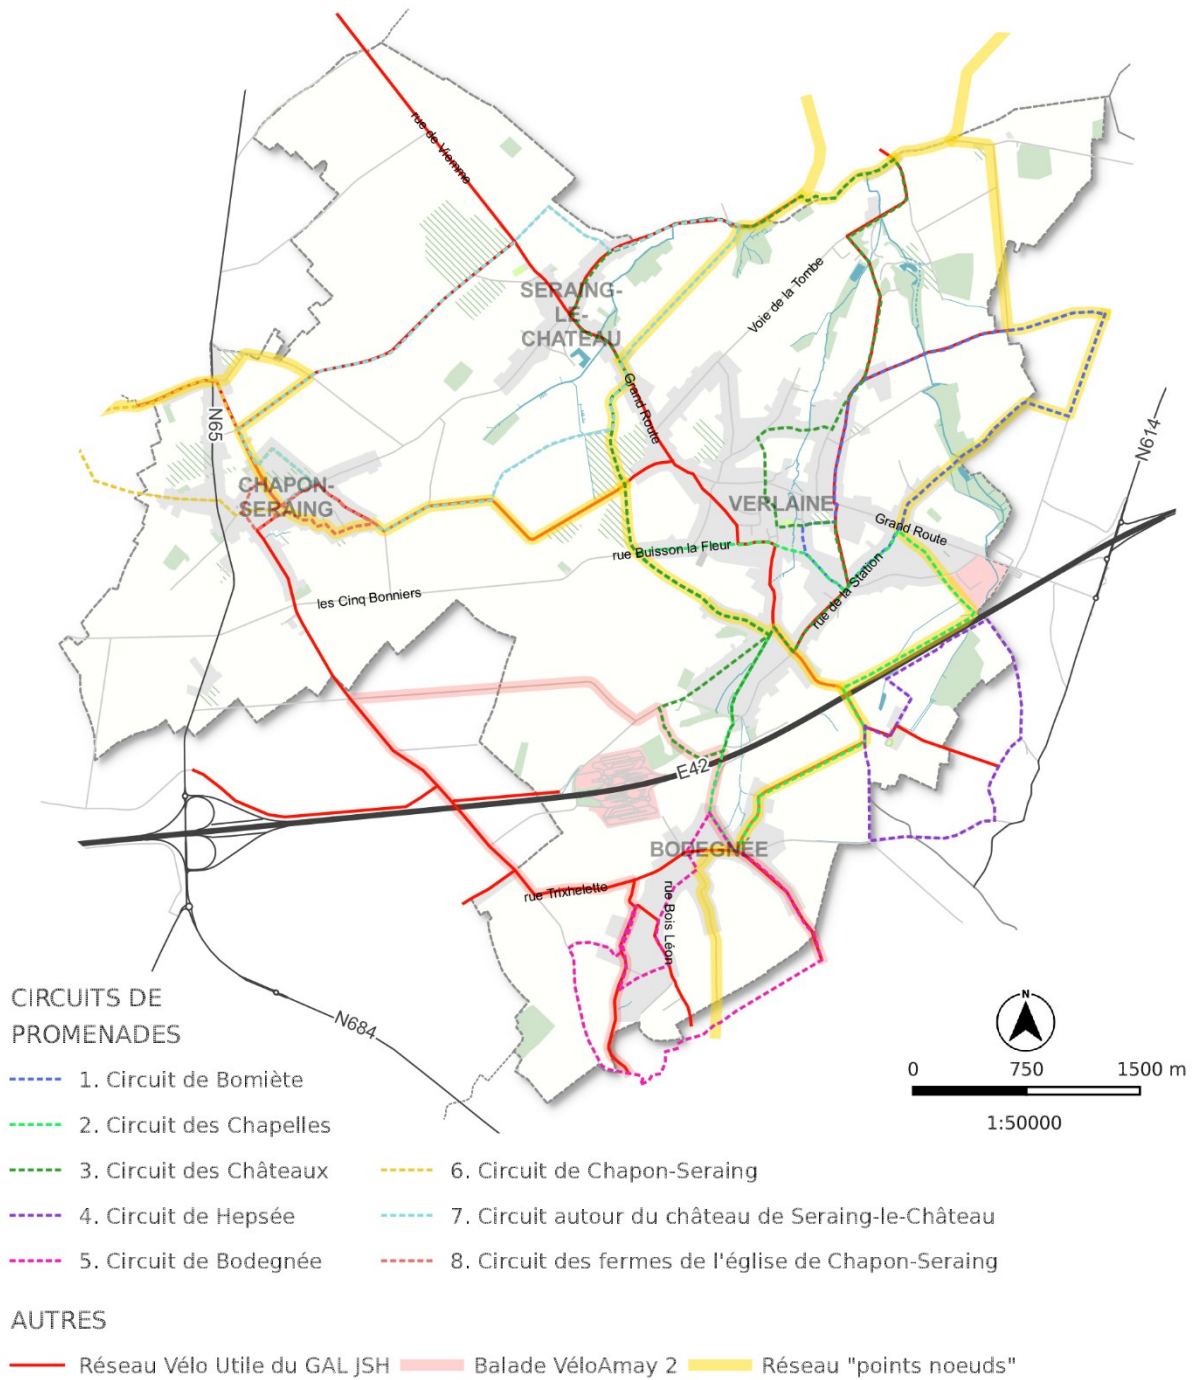 rue de Viemme
SERAING-
LE-
CHATEAU
Voie de la Tombe
Grand Route
N65
N614
CHAPON-
SERAING
VERLAINE
Grand Route
rue Buisson la Fleur
rue de la Station
les Cinq Bonniers
E42
BODEGNÉE
rue Trixhelette
rue Bois Léon
N684
CIRCUITS DE
PROMENADES
1. Circuit de Bomiète
2. Circuit des Chapelles
3. Circuit des Châteaux
4. Circuit de Hepsée
5. Circuit de Bodegnée
6. Circuit de Chapon-Seraing
7. Circuit autour du château de Seraing-le-Château
8. Circuit des fermes de l'église de Chapon-Seraing
N
0 750 1500 m
1:50000
AUTRES
Réseau Vélo Utile du GAL JSH
Balade VéloAmay 2
Réseau "points noeuds"